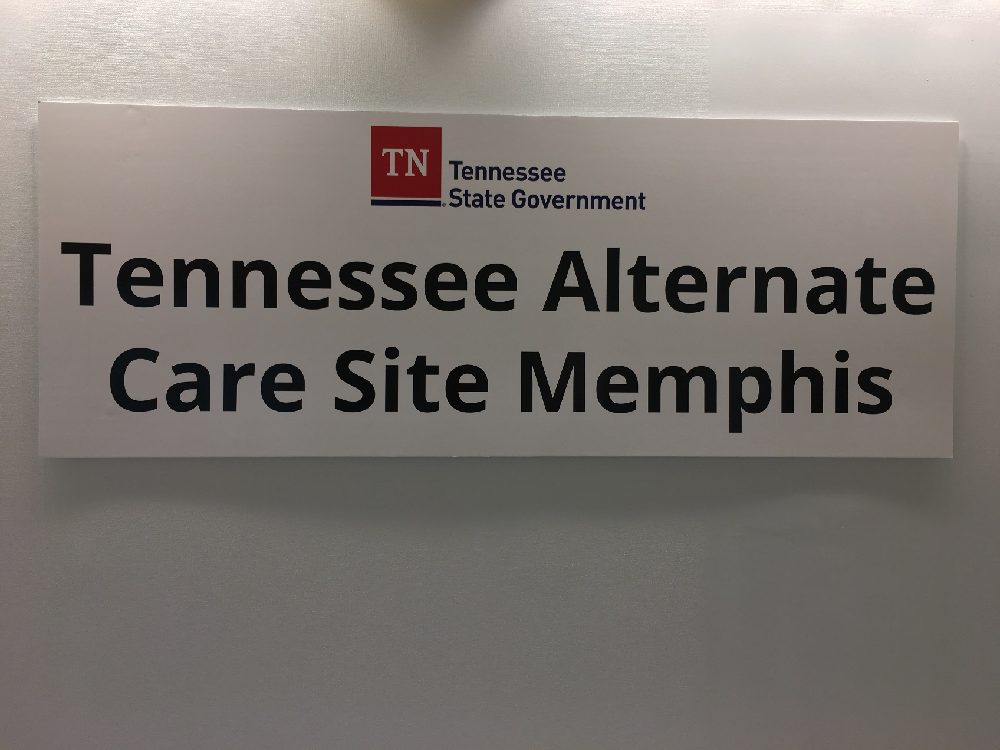 TN
Tennessee
State Government
Tennessee Alternate
Care Site Memphis